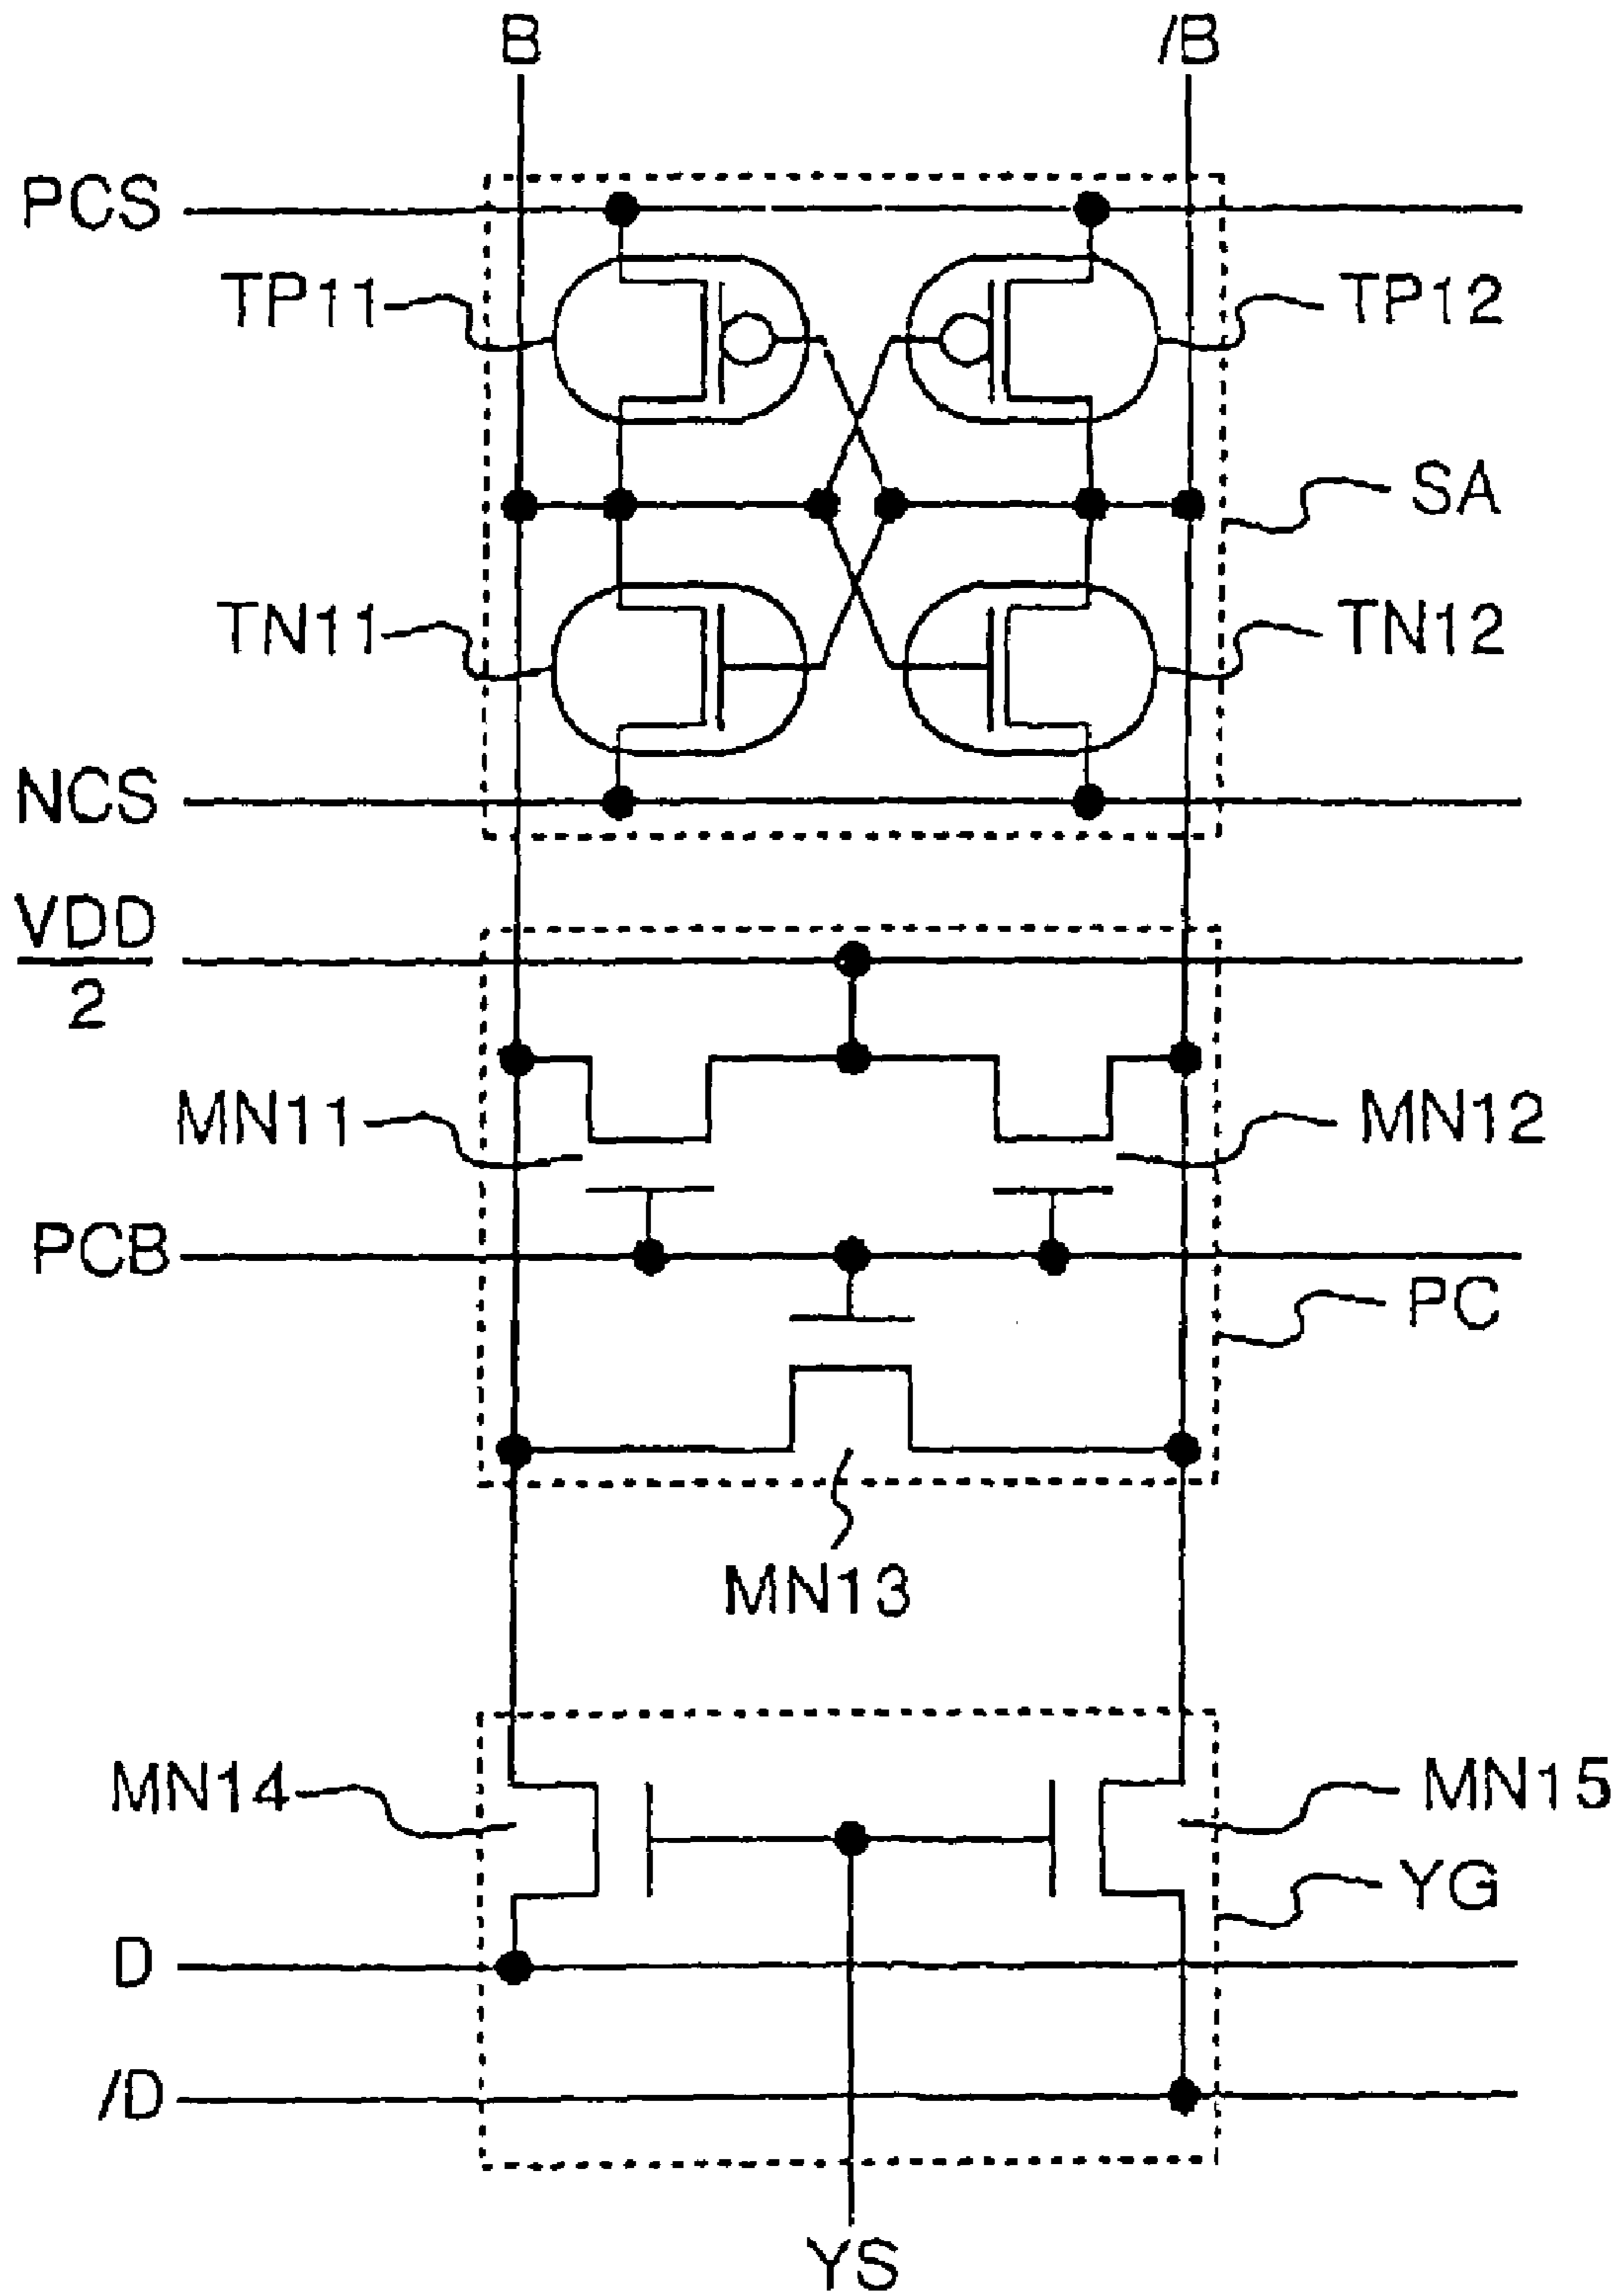 B /B
PCS
TP11 TP12
SA
TN11 TN12
NCS
VDD
2
MN11 MN12
PCB
PC
MN13
MN14 MN15
YG
D
/D
YS